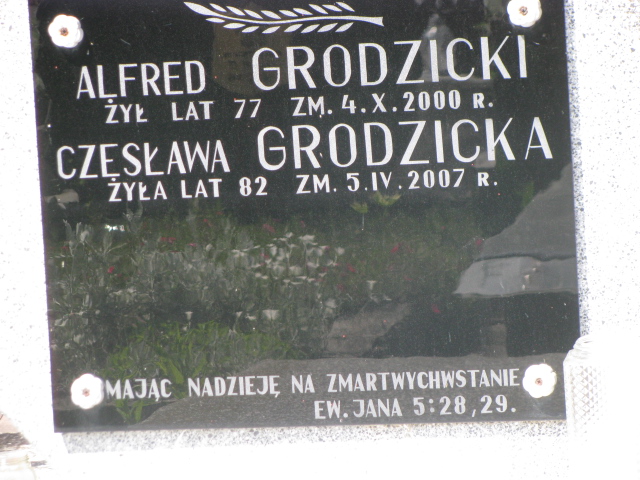 ALFRED GRODZICKI
ŻYŁ LAT 77 ZM. 4.X.2000 R.
CZĘSŁAWA GRODZICKA
ŻYŁA LAT 82 ZM. 5.IV.2007 R.
MAJĄC NADZIEJĘ NA ZMARTWYCHWSTANIE
EW. JANA 5:28,29.